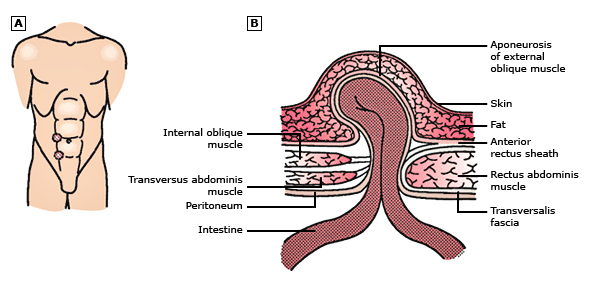 A
B
Aponeurosis
of external
oblique muscle
Skin
Fat
Anterior
rectus sheath
Rectus abdominis
muscle
Transversalis
fascia
Internal oblique
muscle
Transversus abdominis
muscle
Peritoneum
Intestine